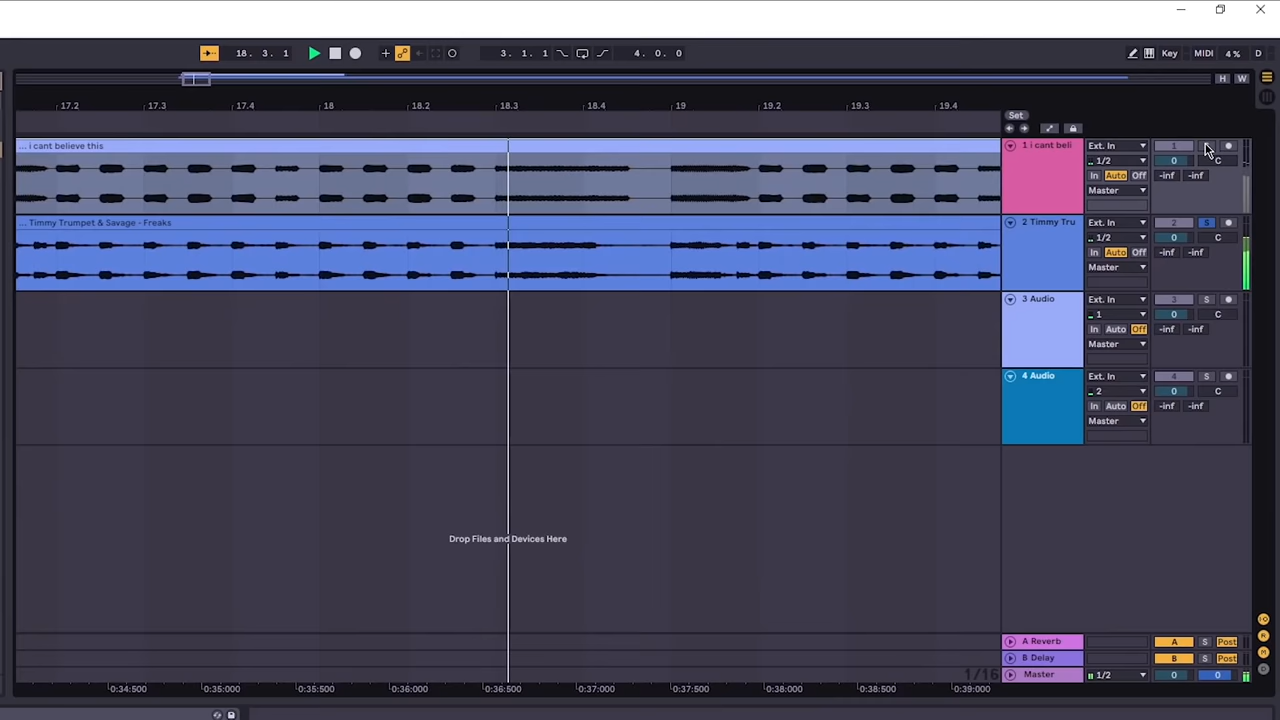 18. 3. 1
3. 1. 1
4. 0. 0
Key
MIDI
4 %
D
H
W
17.2
17.3
17.4
18
18.2
18.3
18.4
19
19.2
19.3
19.4
Set
... i cant believe this
1 i cant beli
Ext. In
1
1/2
0
C
In Auto Off
-inf -inf
Master
... Timmy Trumpet & Savage - Freaks
2 Timmy Tru
Ext. In
2
S
1/2
0
C
In Auto Off
-inf -inf
Master
3 Audio
Ext. In
3
S
1
0
C
In Auto Off
-inf -inf
Master
4 Audio
Ext. In
4
S
2
0
C
In Auto Off
-inf -inf
Master
Drop Files and Devices Here
A Reverb
A
S
Post
B Delay
B
S
Post
1/16
Master
1/2
0
0
0:34:500
0:35:000
0:35:500
0:36:000
0:36:500
0:37:000
0:37:500
0:38:000
0:38:500
0:39:000